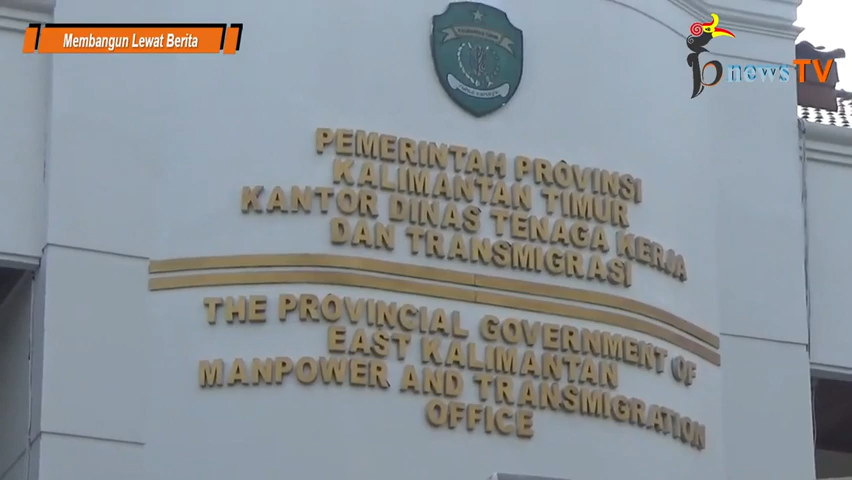 Membangun Lewat Berita
newsTV
PEMERINTAH PROVINSI
KALIMANTAN TIMUR
KANTOR DINAS TENAGA KERJA
DAN TRANSMIGRASI
THE PROVINCIAL GOVERNMENT OF
EAST KALIMANTAN
MANPOWER AND TRANSMIGRATION
OFFICE